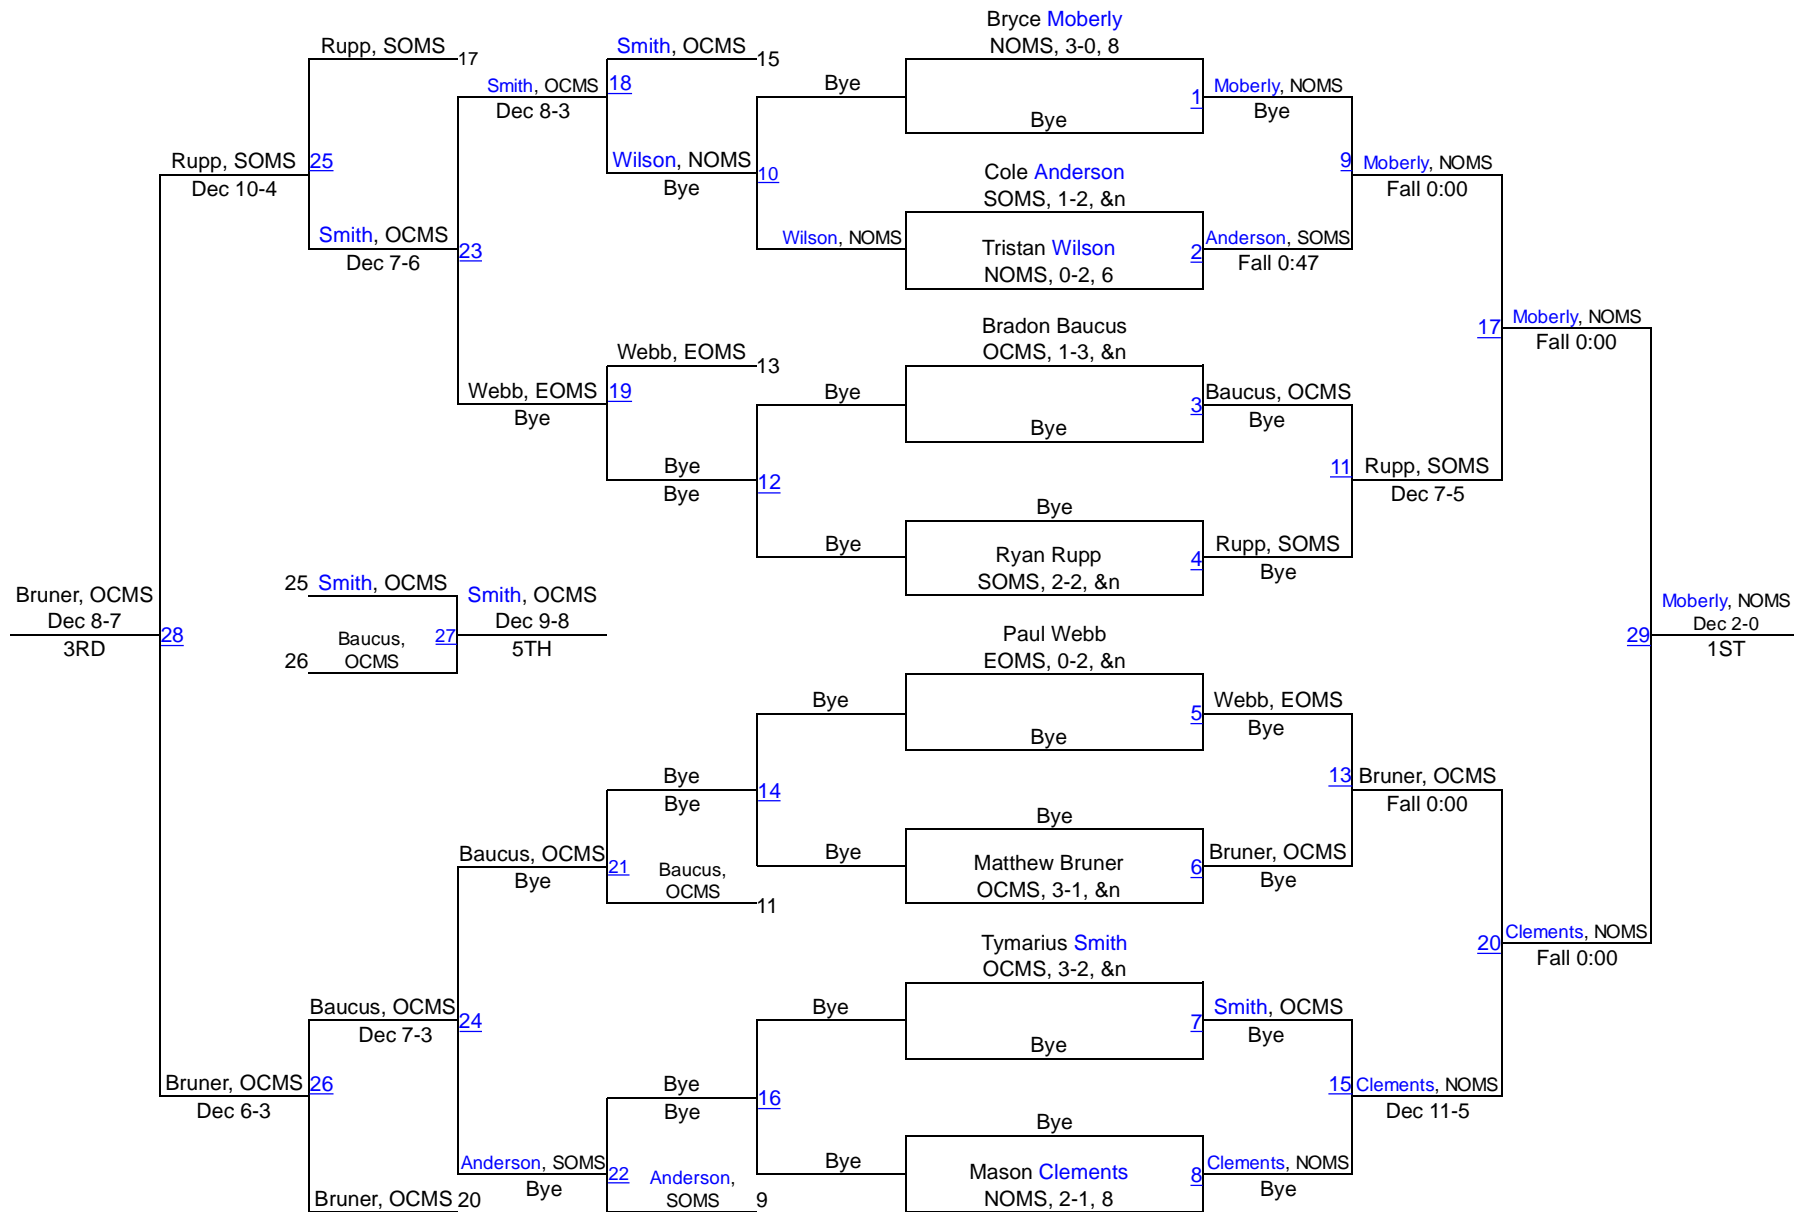 Bryce Moberly
NOMS, 3-0, 8
Rupp, SOMS
17
Smith, OCMS
15
Smith, OCMS
18
Dec 8-3
Bye
1
Moberly, NOMS
Bye
Bye
Rupp, SOMS
25
Dec 10-4
Wilson, NOMS
10
Bye
Cole Anderson
SOMS, 1-2, &n
9
Moberly, NOMS
Fall 0:00
Smith, OCMS
23
Dec 7-6
Wilson, NOMS
Tristan Wilson
NOMS, 0-2, 6
2
Anderson, SOMS
Fall 0:47
Bradon Baucus
OCMS, 1-3, &n
17
Moberly, NOMS
Fall 0:00
Webb, EOMS
13
Webb, EOMS
19
Bye
Bye
3
Baucus, OCMS
Bye
Bye
Bye
12
Bye
11
Rupp, SOMS
Dec 7-5
Bye
Bye
Ryan Rupp
SOMS, 2-2, &n
4
Rupp, SOMS
Bye
Bruner, OCMS
Dec 8-7
3RD
28
25
Smith, OCMS
Baucus,
OCMS
26
27
Smith, OCMS
Dec 9-8
5TH
Paul Webb
EOMS, 0-2, &n
29
Moberly, NOMS
Dec 2-0
1ST
Bye
5
Webb, EOMS
Bye
Bye
Bye
14
Bye
13
Bruner, OCMS
Fall 0:00
Bye
Baucus, OCMS
21
Bye
Baucus,
OCMS
11
Bye
Matthew Bruner
OCMS, 3-1, &n
6
Bruner, OCMS
Bye
Tymarius Smith
OCMS, 3-2, &n
20
Clements, NOMS
Fall 0:00
Baucus, OCMS
24
Dec 7-3
Bye
7
Smith, OCMS
Bye
Bye
Bruner, OCMS
26
Dec 6-3
Bye
16
Bye
15
Clements, NOMS
Dec 11-5
Bye
Anderson, SOMS
22
Bye
Anderson,
SOMS
9
Bye
Mason Clements
NOMS, 2-1, 8
8
Clements, NOMS
Bye
Bruner, OCMS
20